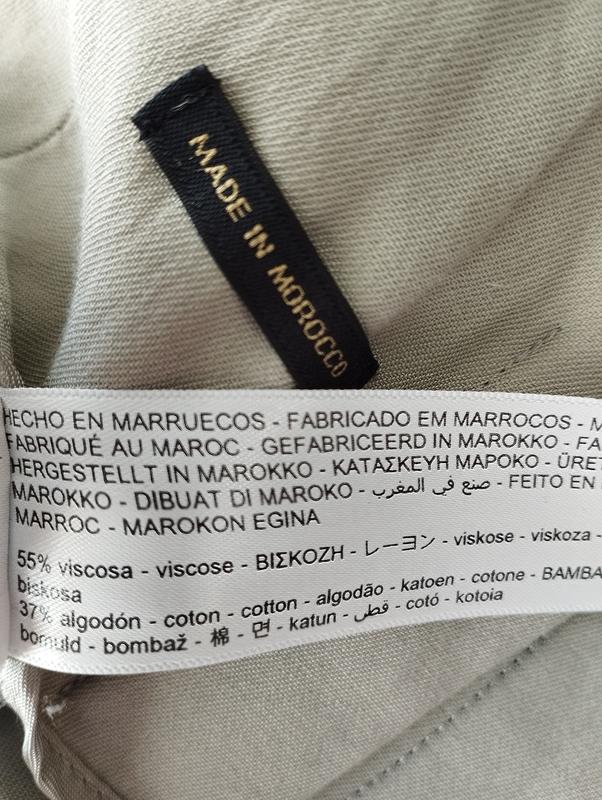 MADE IN MOROCCO
HECHO EN MARRUECOS - FABRICADO EM MARROCOS - M
FABRIQUÉ AU MAROC - GEFABRICEERD IN MAROKKO - FA
HERGESTELLT IN MAROKKO - ΚΑΤΑΣΚΕΥΗ ΜΑΡΟΚΟ - ÜRET
MAROKKO - DIBUAT DI MAROKO - صنع في المغرب - FEITO EN
MARROC - MAROKON EGINA
55% viscosa - viscose - ΒΙΣΚΟΖΗ - レーヨン - viskose - viskoza -
biskosa
37% algodón - coton - cotton - algodão - katoen - cotone - ΒΑΜΒΑ
bomuld - bombaž - 棉 - 면 - katun - قطن - cotó - kotoia